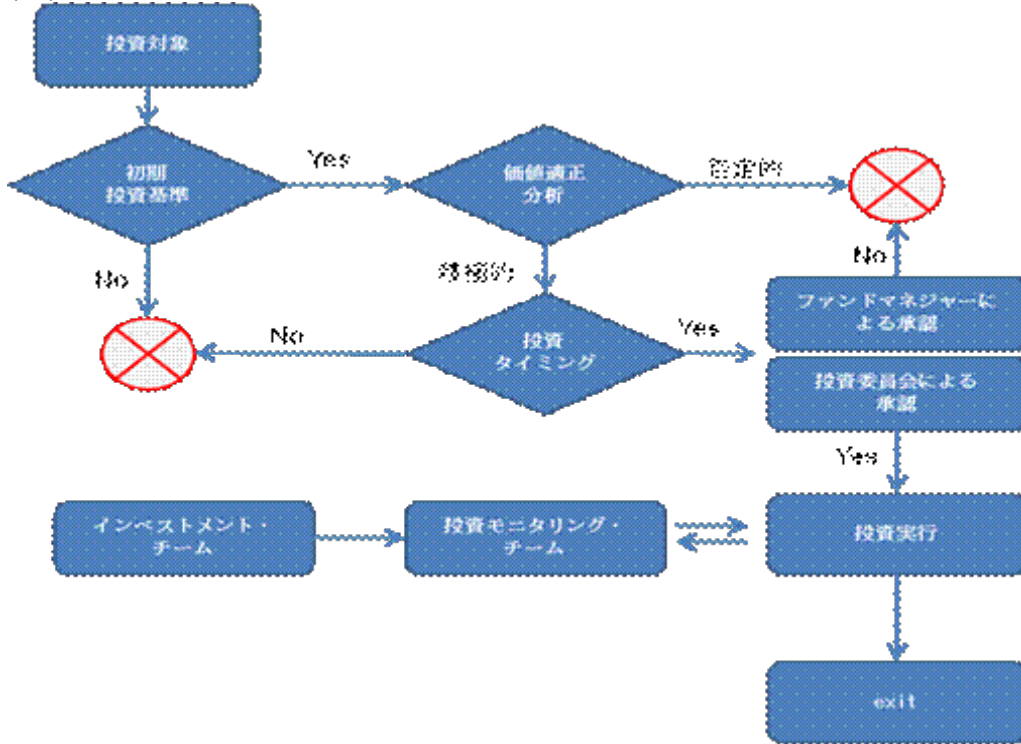 投資対象
初期
投資基準
Yes
価値適正
分析
否定的
No
積極的
No
ファンドマネジャーに
よる承認
No
投資
タイミング
Yes
投資委員会による
承認
Yes
インベストメント・
チーム
投資モニタリング・
チーム
投資実行
exit